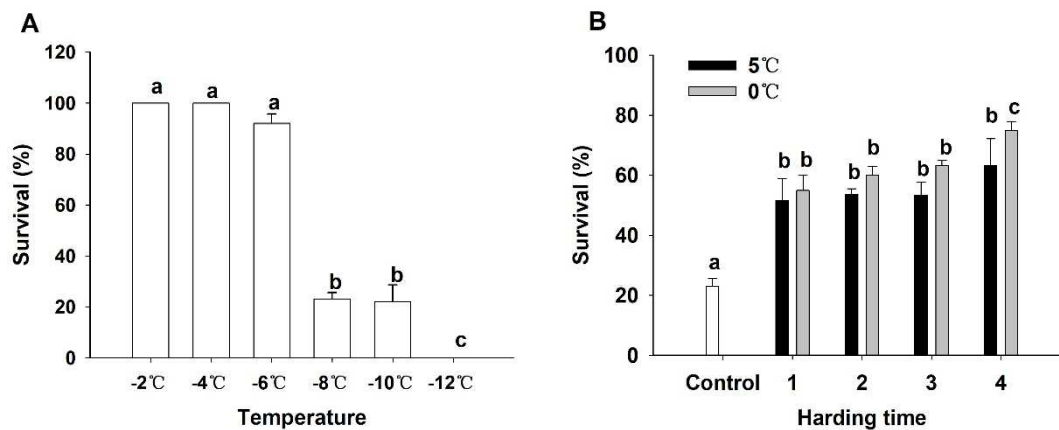 A
120
100
80
60
40
20
0
Survival (%)
a
a
a
b
b
c
-2℃ -4℃ -6℃ -8℃ -10℃ -12℃
Temperature
B
100
80
60
40
20
0
Survival (%)
5℃
0℃
a
b b
b b
b b
b c
Control 1 2 3 4
Harding time